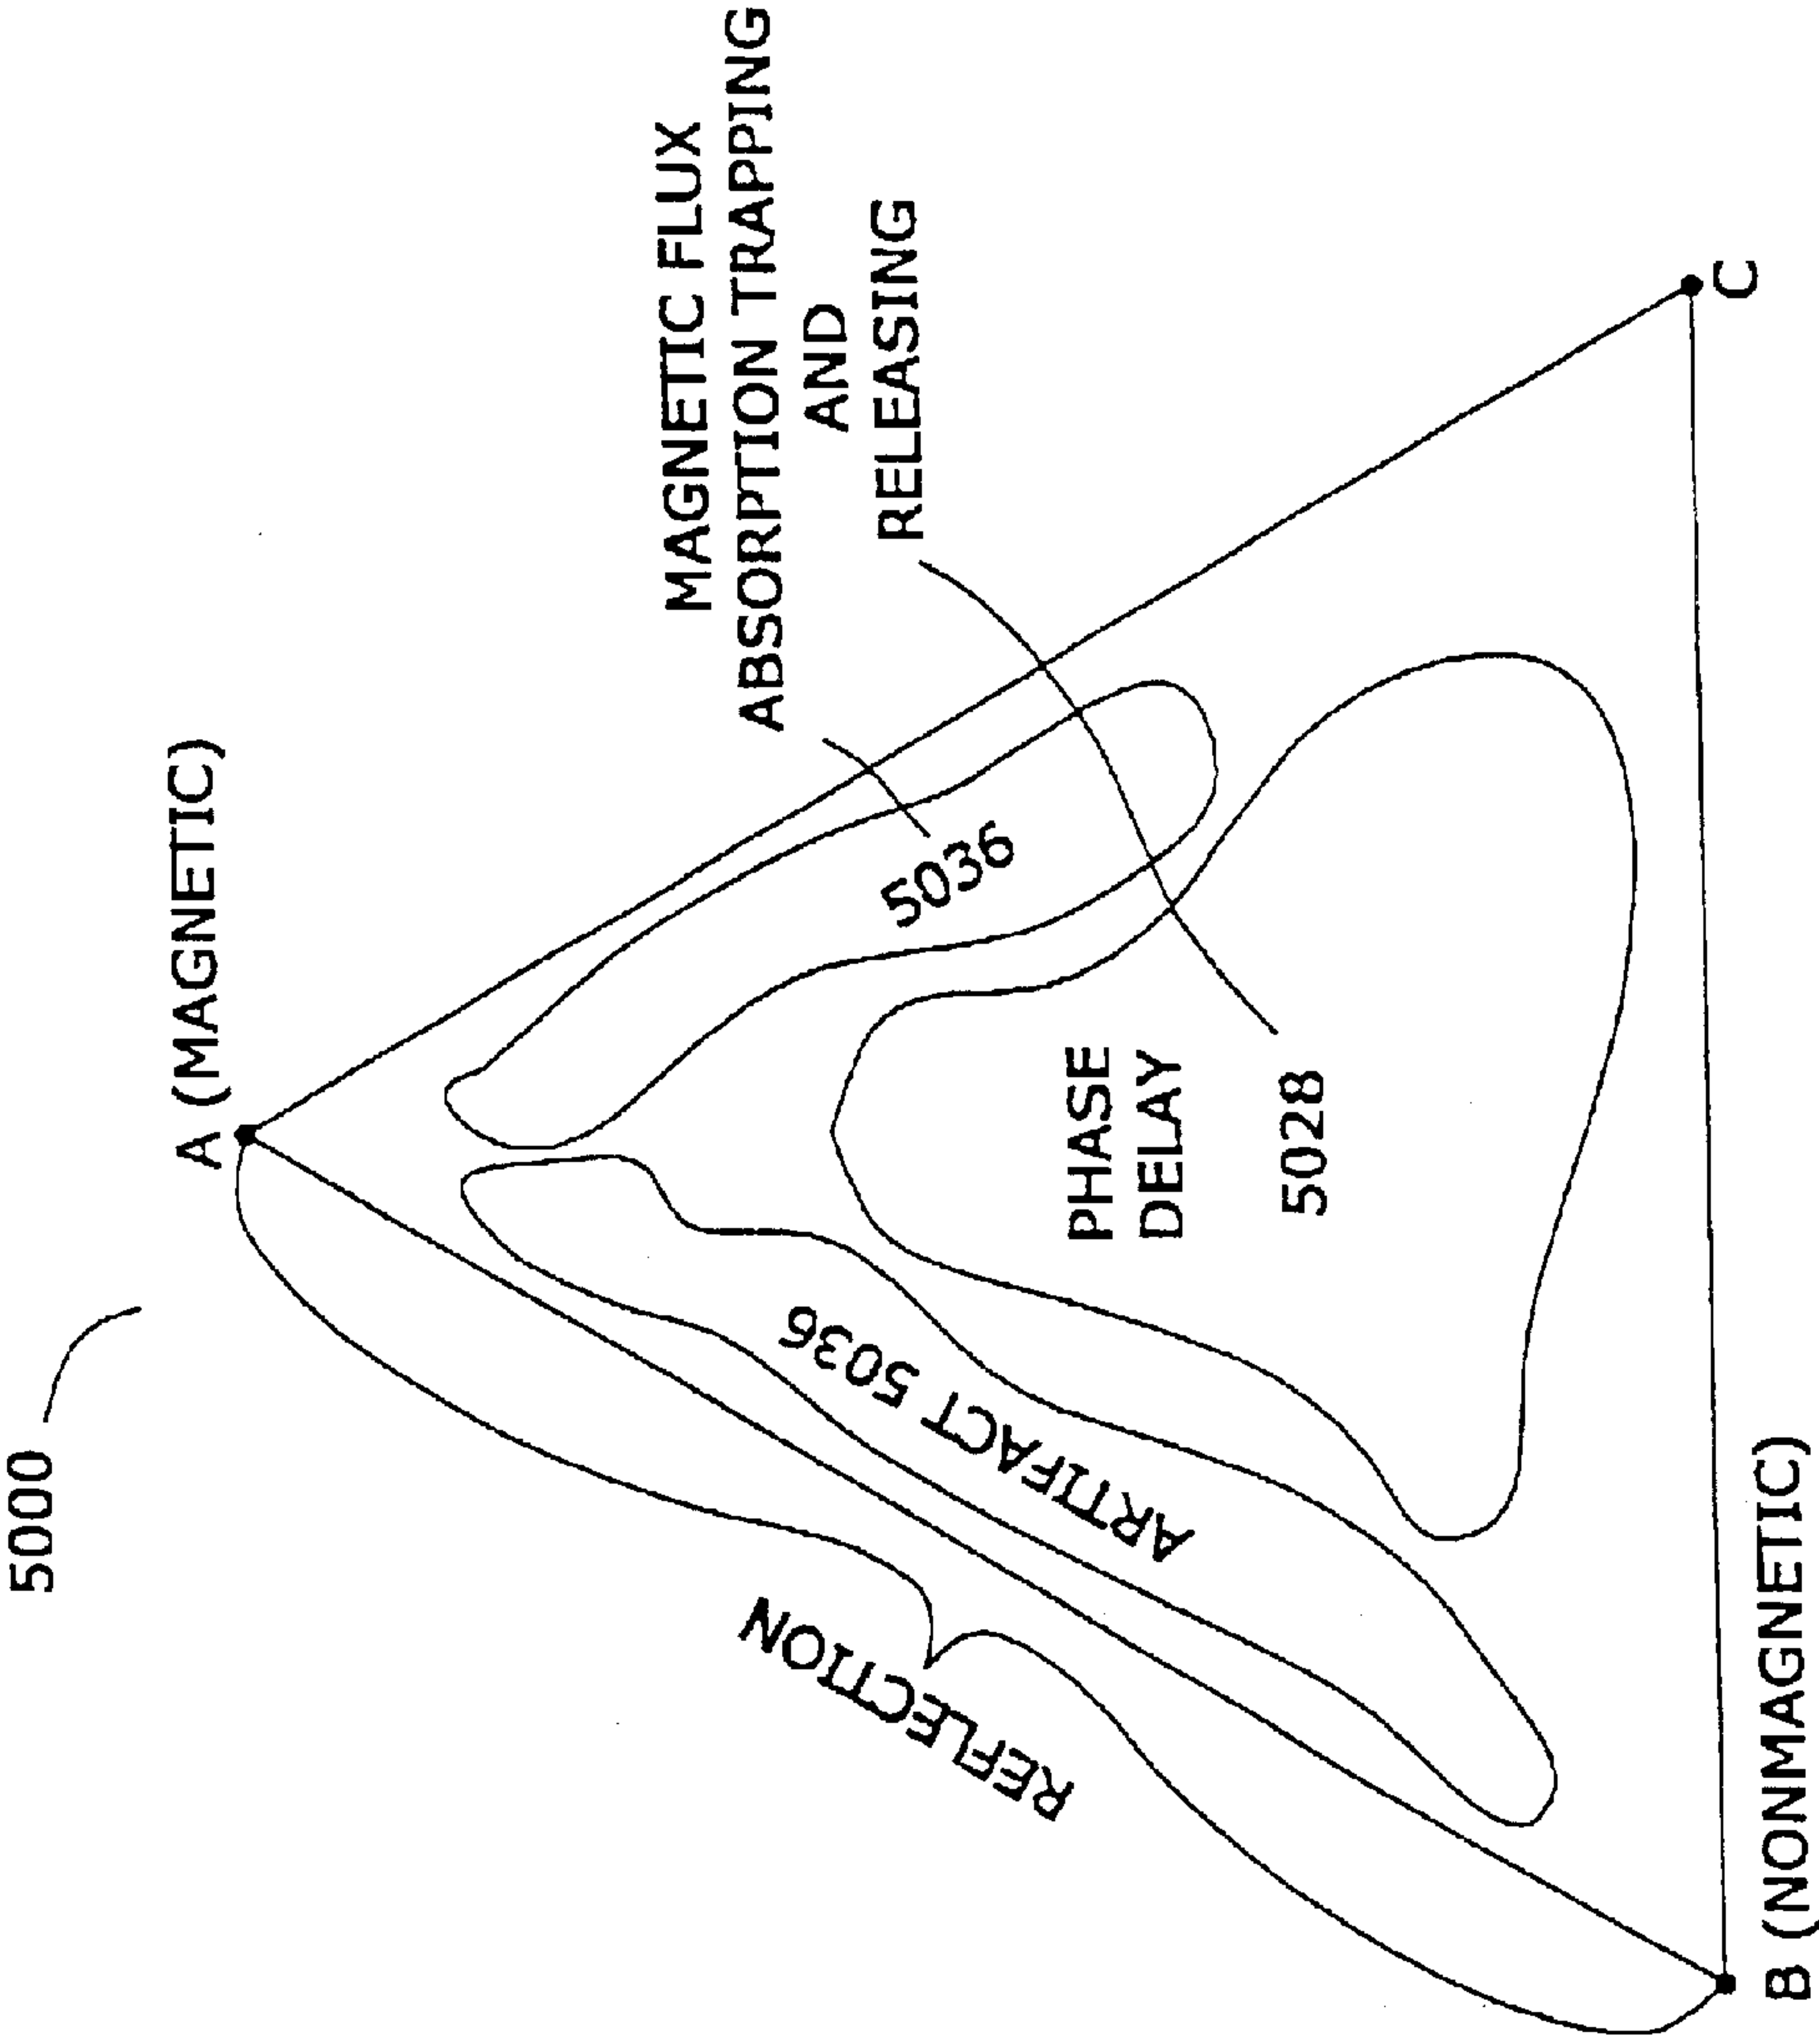 5000
A (MAGNETIC)
MAGNETIC FLUX
ABSORPTION TRAPPING
AND
RELEASING
5036
REFLECTION
ARTIFACT 5036
PHASE
DELAY
5028
B (NONMAGNETIC)
C